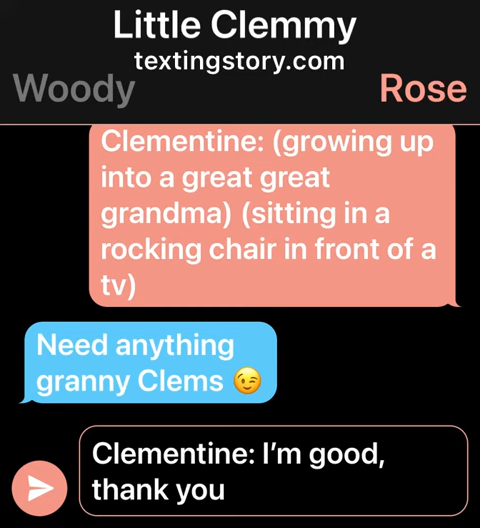 Little Clemmy
textingstory.com
Woody
Rose
Clementine: (growing up
into a great great
grandma) (sitting in a
rocking chair in front of a
tv)
Need anything
granny Clems 😉
Clementine: I’m good,
thank you